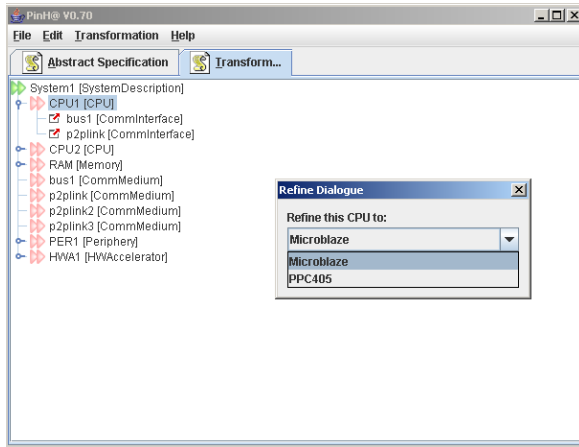 PinH@ V0.70
File Edit Transformation Help
Abstract Specification Transform...
System1 [SystemDescription]
CPU1 [CPU]
bus1 [CommInterface]
p2plink [CommInterface]
CPU2 [CPU]
RAM [Memory]
bus1 [CommMedium]
p2plink [CommMedium]
p2plink2 [CommMedium]
p2plink3 [CommMedium]
PER1 [Periphery]
HWA1 [HWAccelerator]
Refine Dialogue
Refine this CPU to:
Microblaze
Microblaze
PPC405